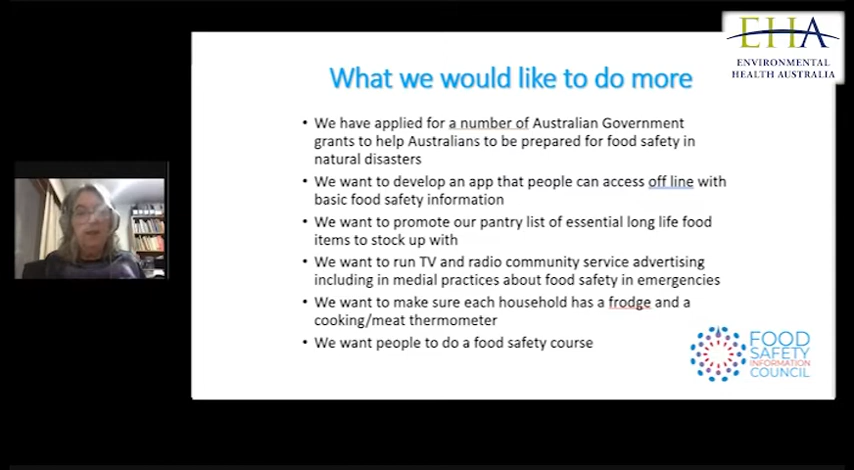 EHA
ENVIRONMENTAL
HEALTH AUSTRALIA
What we would like to do more
• We have applied for a number of Australian Government
grants to help Australians to be prepared for food safety in
natural disasters
• We want to develop an app that people can access off line with
basic food safety information
• We want to promote our pantry list of essential long life food
items to stock up with
• We want to run TV and radio community service advertising
including in medial practices about food safety in emergencies
• We want to make sure each household has a frodge and a
cooking/meat thermometer
• We want people to do a food safety course
FOOD
SAFETY
INFORMATION
COUNCIL